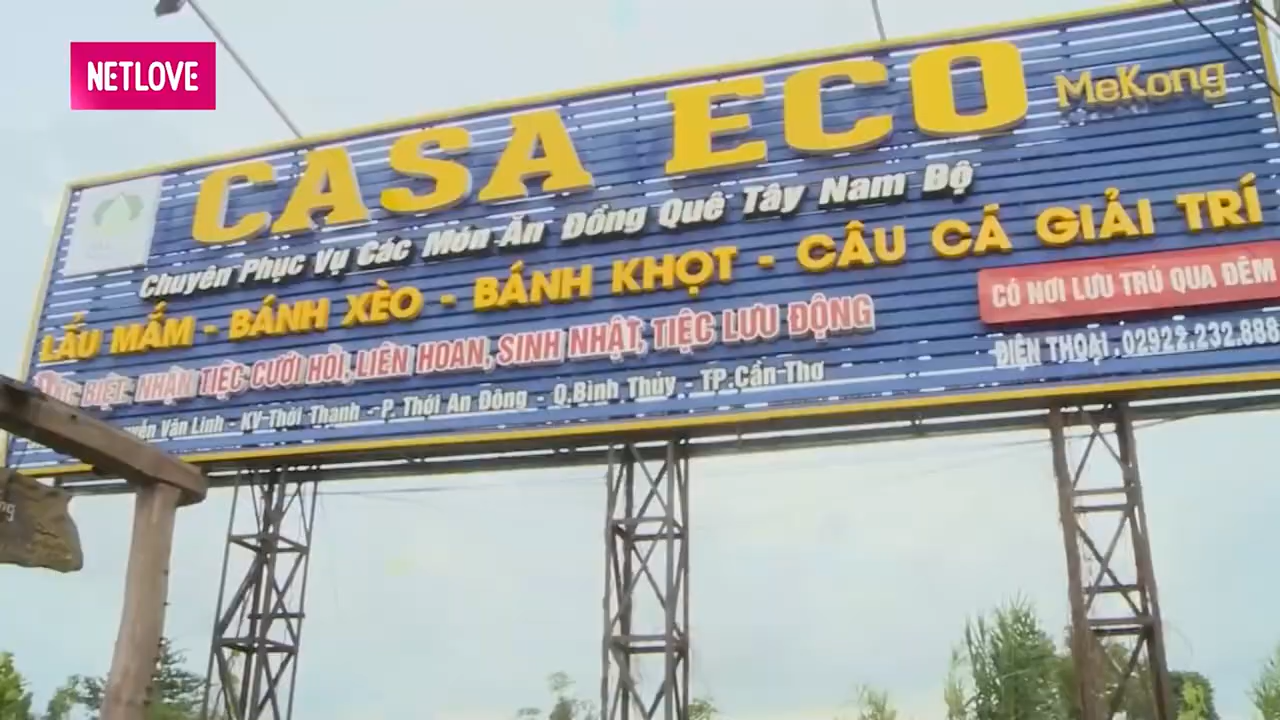 NETLOVE
CASA ECO MeKong
Chuyên Phục Vụ Các Món Ăn Đồng Quê Tây Nam Bộ
LẨU MẮM - BÁNH XÈO - BÁNH KHỌT - CÂU CÁ GIẢI TRÍ
CÓ NƠI LƯU TRÚ QUA ĐÊM
BIỆT: NHẬN TIỆC CƯỚI HỎI, LIÊN HOAN, SINH NHẬT, TIỆC LƯU ĐỘNG
ĐIỆN THOẠI. 02922.232.888
Văn Linh - KV-Thới Thạnh - P. Thới An Đông - Q.Bình Thủy - TP.Cần Thơ